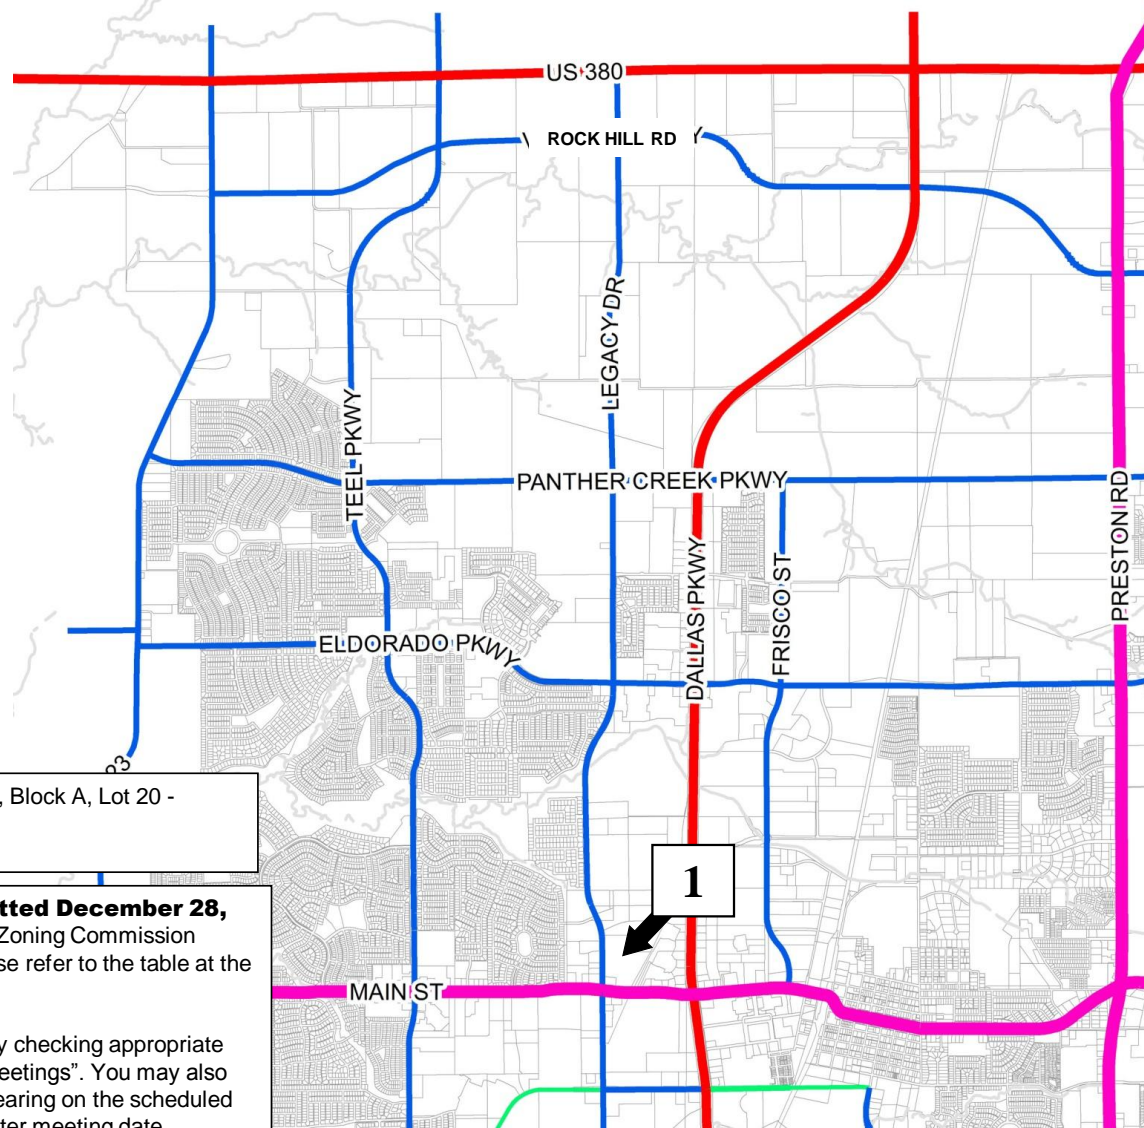 US 380
ROCK HILL RD
LEGACY DR
TEEL PKWY
PANTHER CREEK PKWY
PRESTON RD
DALLAS PKWY
FRISCO ST
ELDORADO PKWY
, Block A, Lot 20 -
1
tted December 28,
Zoning Commission
se refer to the table at the
MAIN ST
y checking appropriate
eetings”. You may also
earing on the scheduled